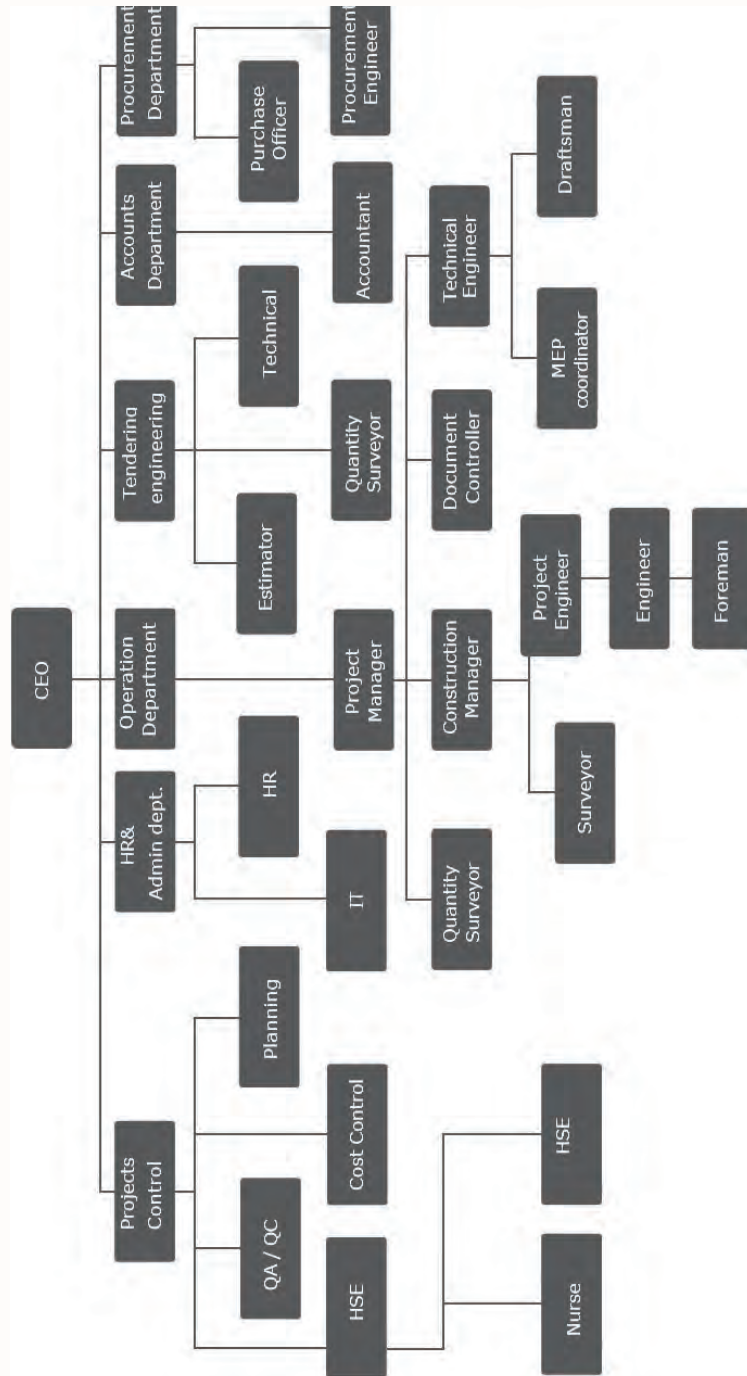 CEO
Projects
Control
HR&
Admin dept.
Operation
Department
Tendering
engineering
Accounts
Department
Procurement
Department
QA / QC
Planning
HR
Estimator
Technical
Purchase
Officer
HSE
Cost Control
IT
Project
Manager
Quantity
Surveyor
Accountant
Procurement
Engineer
Quantity
Surveyor
Construction
Manager
Document
Controller
Technical
Engineer
Nurse
HSE
Surveyor
Project
Engineer
MEP
coordinator
Draftsman
Engineer
Foreman